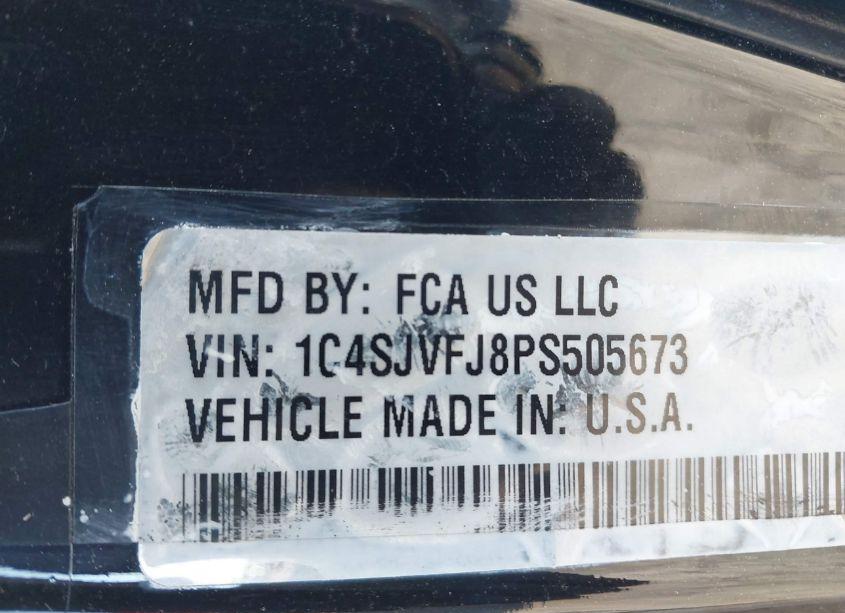 MFD BY: FCA US LLC
VIN: 1C4SJVFJ8PS505673
VEHICLE MADE IN: U.S.A.